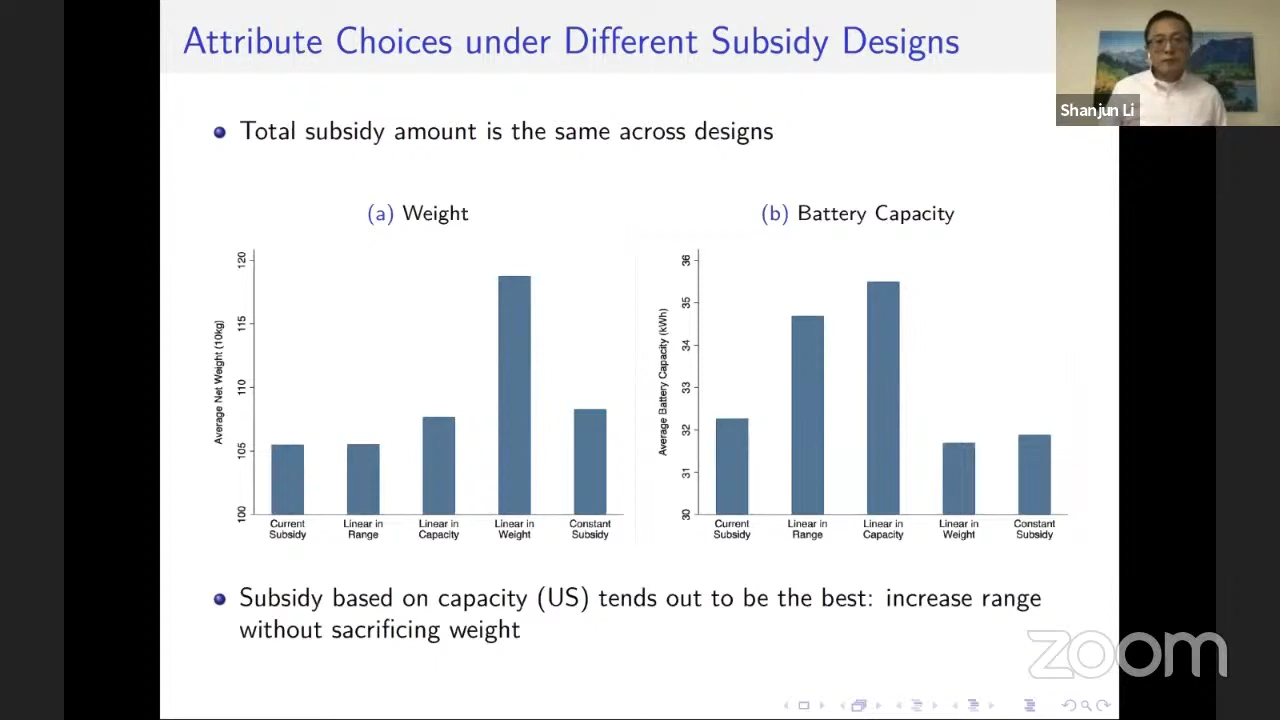 Attribute Choices under Different Subsidy Designs
Shanjun Li
Total subsidy amount is the same across designs
(a) Weight
Average Net Weight (10kg)
120
115
110
105
100
Current Subsidy
Linear in Range
Linear in Capacity
Linear in Weight
Constant Subsidy
(b) Battery Capacity
Average Battery Capacity (kWh)
36
35
34
33
32
31
30
Current Subsidy
Linear in Range
Linear in Capacity
Linear in Weight
Constant Subsidy
Subsidy based on capacity (US) tends out to be the best: increase range
without sacrificing weight
zoom